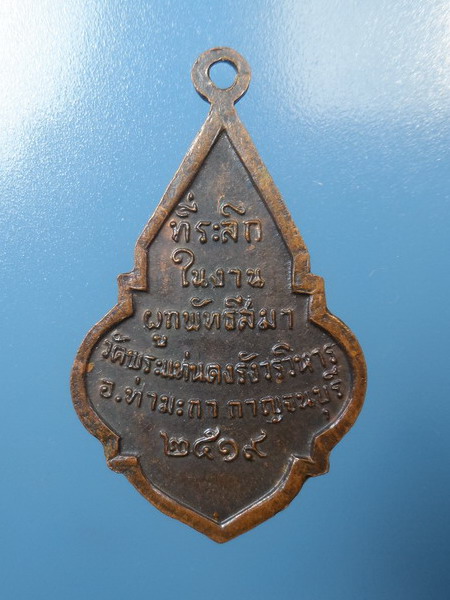 ที่ระลึก
ในงาน
ผูกพัทธสีมา
วัดพระแท่นดงรังวรวิหาร
อ.ท่ามะกา กาญจนบุรี
๒๕๑๙